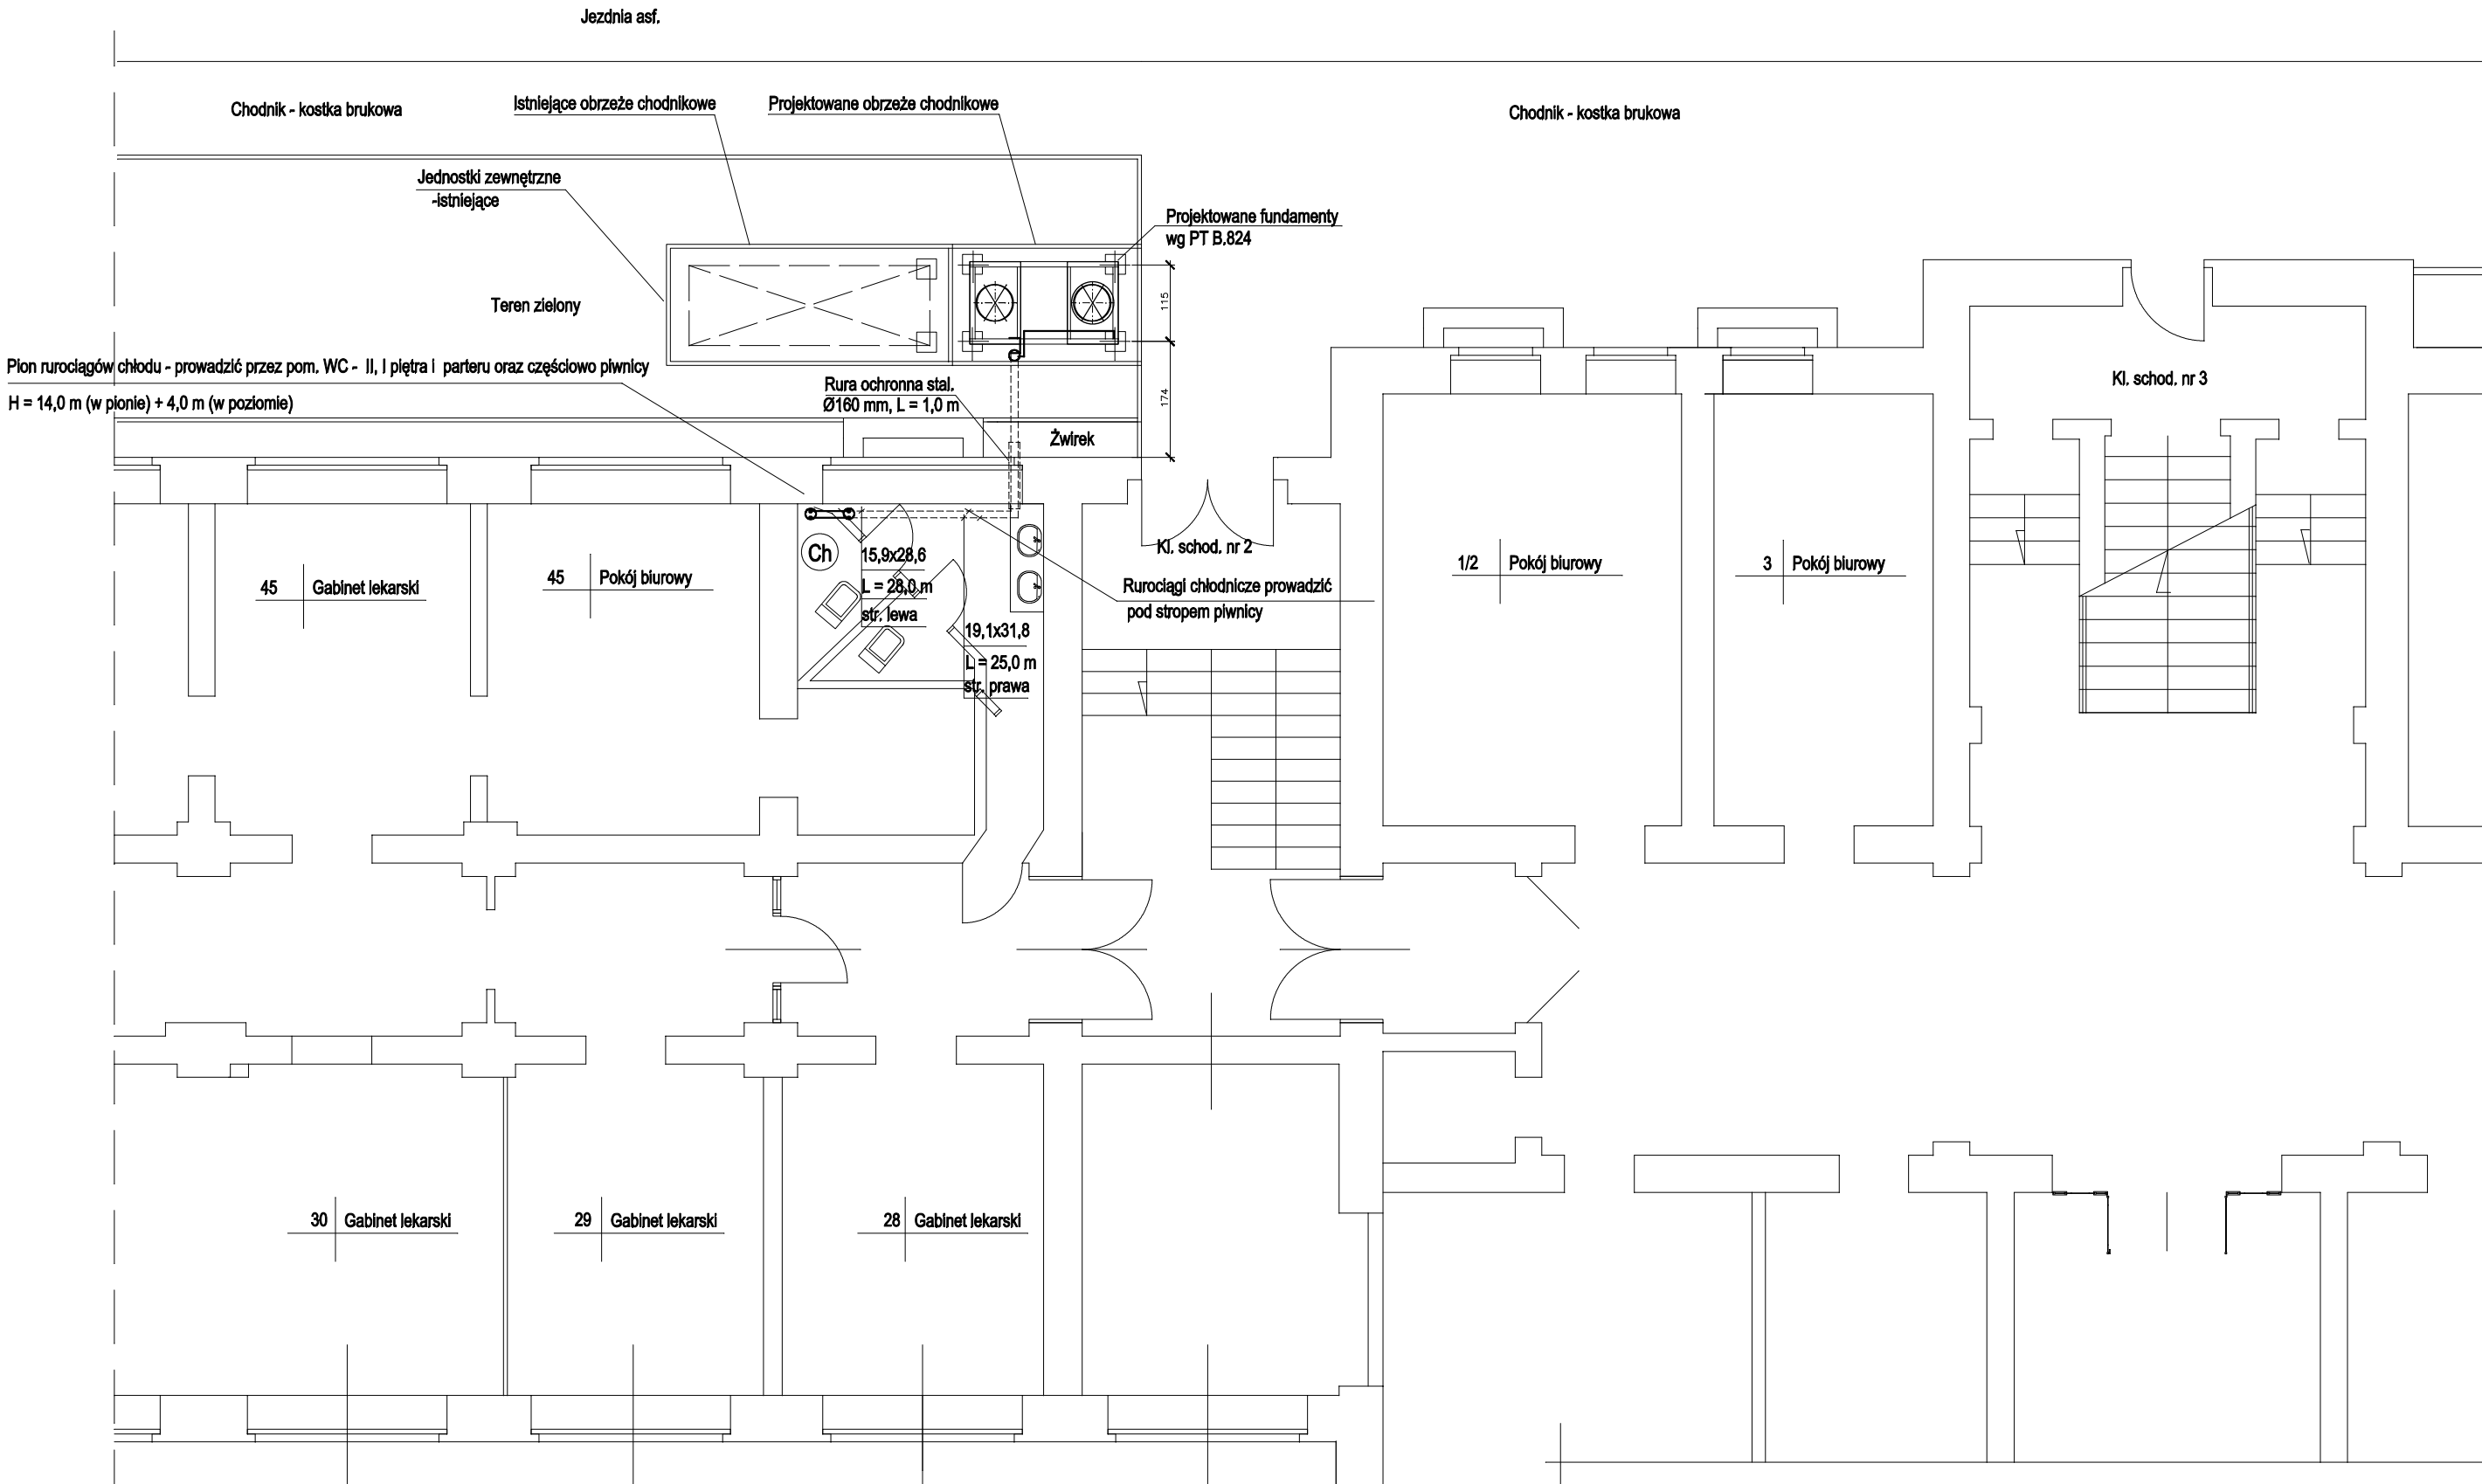 Jezdnia asf.
Chodnik - kostka brukowa
Istniejące obrzeże chodnikowe
Projektowane obrzeże chodnikowe
Chodnik - kostka brukowa
Jednostki zewnętrzne
-istniejące
Projektowane fundamenty
wg PT B.824
Teren zielony
115
174
Pion rurociągów chłodu - prowadzić przez pom. WC - II, I piętra i parteru oraz częściowo piwnicy
H = 14,0 m (w pionie) + 4,0 m (w poziomie)
Rura ochronna stal.
Ø160 mm, L = 1,0 m
Żwirek
Kl. schod. nr 3
Ch
15,9x28,6
L = 28,0 m
str. lewa
19,1x31,8
L = 25,0 m
str. prawa
Kl. schod. nr 2
Rurociągi chłodnicze prowadzić
pod stropem piwnicy
45 Gabinet lekarski
45 Pokój biurowy
1/2 Pokój biurowy
3 Pokój biurowy
30 Gabinet lekarski
29 Gabinet lekarski
28 Gabinet lekarski